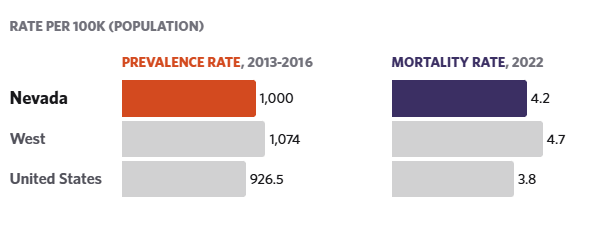 RATE PER 100K (POPULATION)
PREVALENCE RATE, 2013-2016 MORTALITY RATE, 2022
Nevada 1,000 4.2
West 1,074 4.7
United States 926.5 3.8